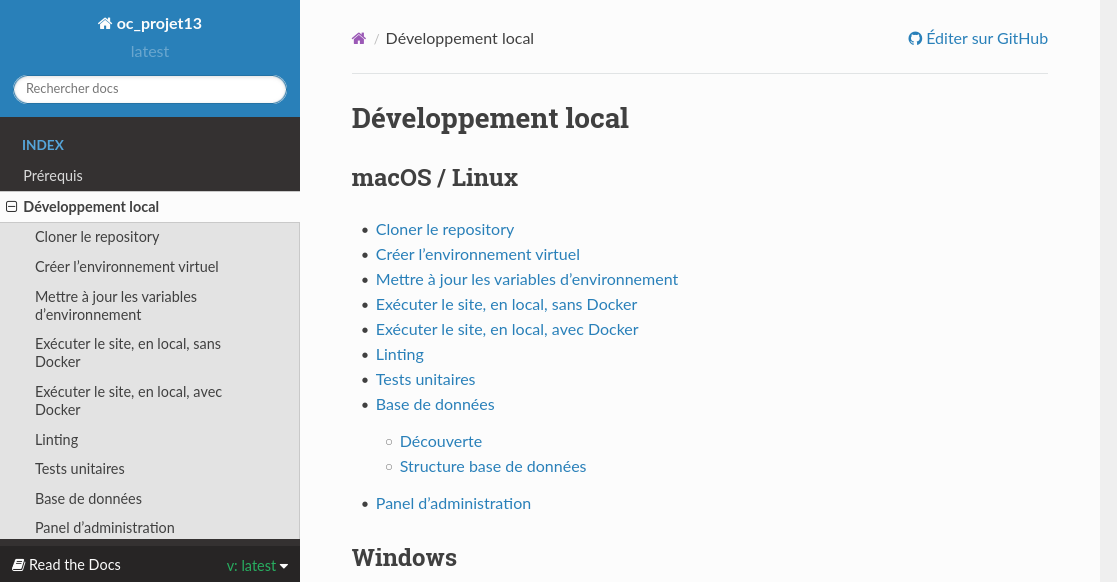 oc_projet13
latest
Rechercher docs
INDEX
Prérequis
Développement local
Cloner le repository
Créer l’environnement virtuel
Mettre à jour les variables
d’environnement
Exécuter le site, en local, sans
Docker
Exécuter le site, en local, avec
Docker
Linting
Tests unitaires
Base de données
Panel d’administration
Read the Docs
v: latest
/ Développement local
Éditer sur GitHub
Développement local
macOS / Linux
• Cloner le repository
• Créer l’environnement virtuel
• Mettre à jour les variables d’environnement
• Exécuter le site, en local, sans Docker
• Exécuter le site, en local, avec Docker
• Linting
• Tests unitaires
• Base de données
○ Découverte
○ Structure base de données
• Panel d’administration
Windows